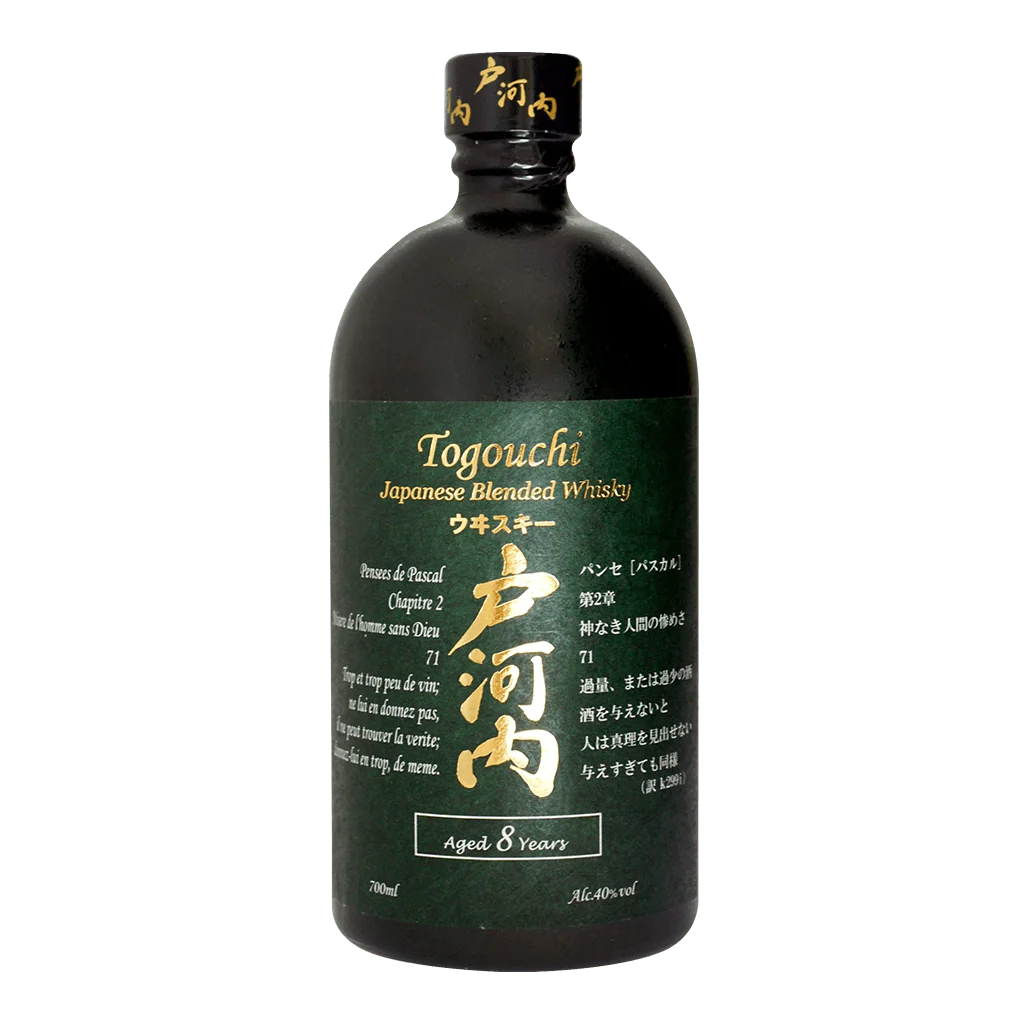 戸河内
Togouchi
Japanese Blended Whisky
ウヰスキー
戸河内
Pensees de Pascal
Chapitre 2
de l'homme sans Dieu
71
Trop et trop peu de vin;
ne lui en donnez pas,
il ne peut trouver la verite;
en trop, de meme.
パンセ [パスカル]
第2章
神なき人間の惨めさ
71
過量、または過少の酒
酒を与えないと
人は真理を見出せない
与えすぎても同様
(訳 k2991)
Aged 8 Years
700ml
Alc.40%vol